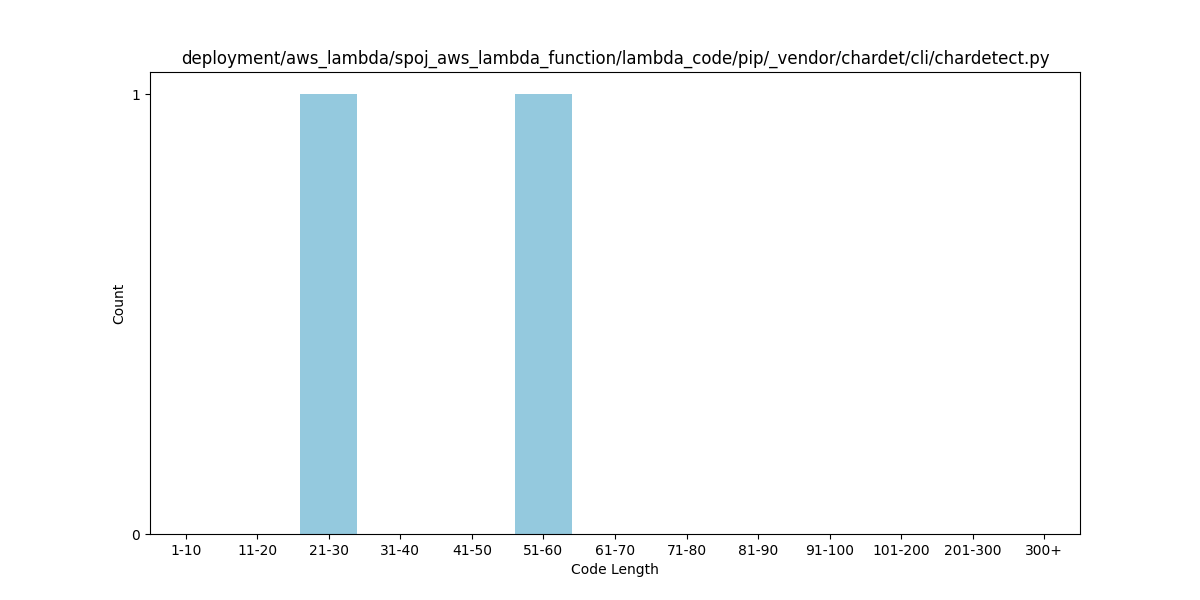 deployment/aws_lambda/spoj_aws_lambda_function/lambda_code/pip/_vendor/chardet/cli/chardetect.py
1
Count
0
1-10 11-20 21-30 31-40 41-50 51-60 61-70 71-80 81-90 91-100 101-200 201-300 300+
Code Length